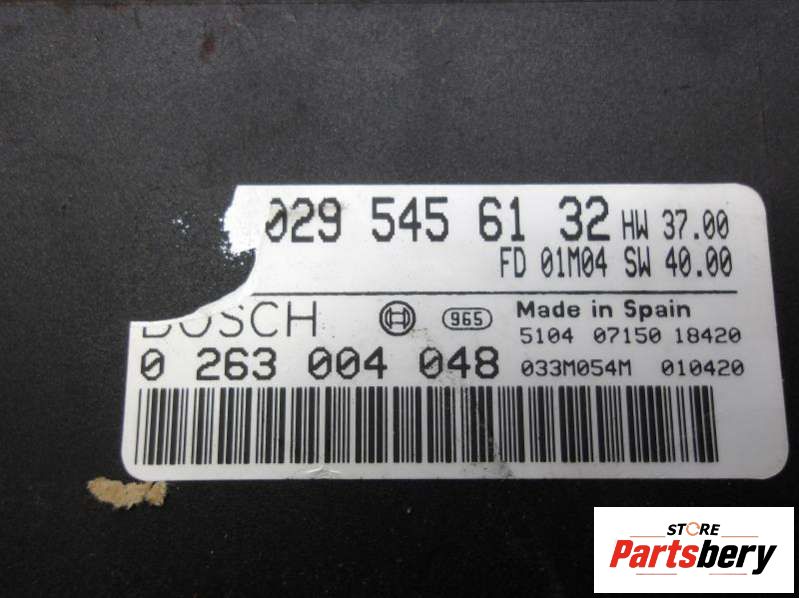 029 545 61 32 HW 37.00
FD 01M04 SW 40.00
BOSCH 965 Made in Spain
5104 07150 18420
0 263 004 048 033M054M 010420
STORE
Partsbery